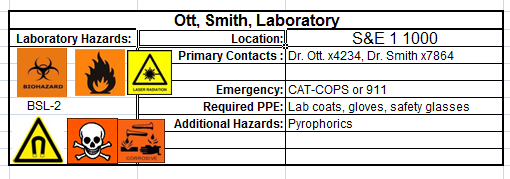 Ott, Smith, Laboratory
Laboratory Hazards: Location: S&E 1 1000
Primary Contacts : Dr. Ott. x4234, Dr. Smith x7864
BIOHAZARD
LASER RADIATION
Emergency: CAT-COPS or 911
BSL-2 Required PPE: Lab coats, gloves, safety glasses
Additional Hazards: Pyrophorics
CORROSIVE